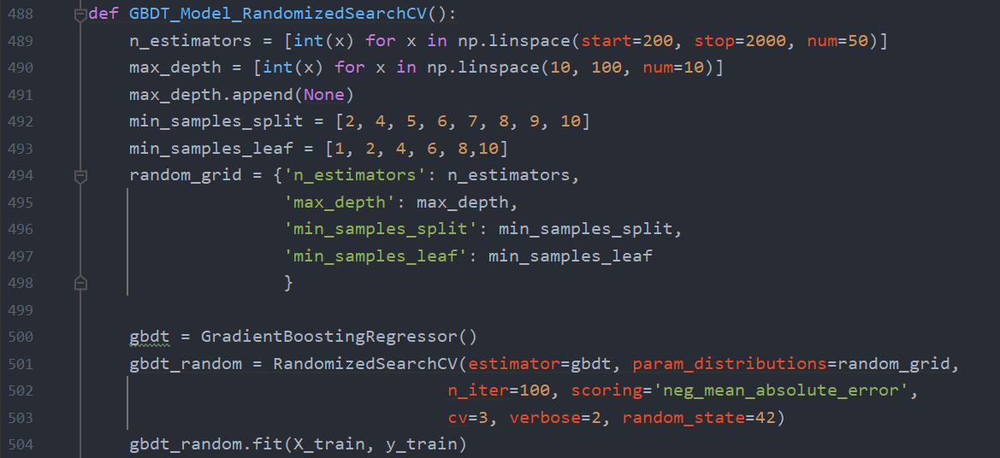 488 def GBDT_Model_RandomizedSearchCV():
489     n_estimators = [int(x) for x in np.linspace(start=200, stop=2000, num=50)]
490     max_depth = [int(x) for x in np.linspace(10, 100, num=10)]
491     max_depth.append(None)
492     min_samples_split = [2, 4, 5, 6, 7, 8, 9, 10]
493     min_samples_leaf = [1, 2, 4, 6, 8,10]
494     random_grid = {'n_estimators': n_estimators,
495                    'max_depth': max_depth,
496                    'min_samples_split': min_samples_split,
497                    'min_samples_leaf': min_samples_leaf
498                    }
499
500     gbdt = GradientBoostingRegressor()
501     gbdt_random = RandomizedSearchCV(estimator=gbdt, param_distributions=random_grid,
502                                    n_iter=100, scoring='neg_mean_absolute_error',
503                                    cv=3, verbose=2, random_state=42)
504     gbdt_random.fit(X_train, y_train)